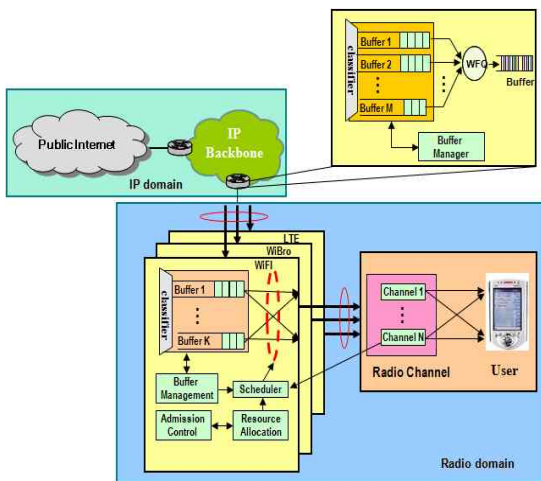 classifier
Buffer 1
Buffer 2
Buffer M
WFQ
Buffer
Buffer
Manager
Public Internet
IP
Backbone
IP domain
LTE
WiBro
WiFi
classifier
Buffer 1
Buffer K
Buffer
Management
Scheduler
Admission
Control
Resource
Allocation
Channel 1
Channel N
Radio Channel
User
Radio domain